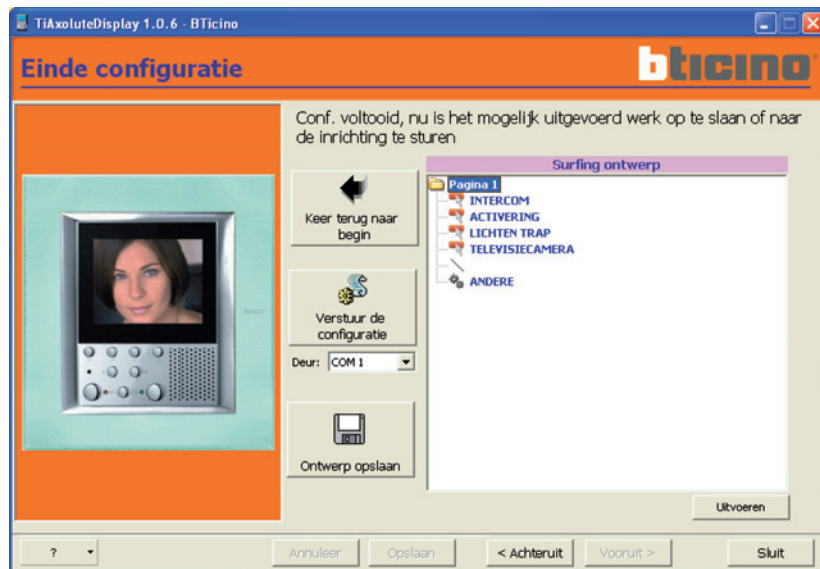 TiAxoluteDisplay 1.0.6 - BTicino
Einde configuratie
bticino
Conf. voltooid, nu is het mogelijk uitgevoerd werk op te slaan of naar
de inrichting te sturen
Keer terug naar
begin
Verstuur de
configuratie
Deur: COM 1
Ontwerp opslaan
Surfing ontwerp
Pagina 1
INTERCOM
ACTIVERING
LICHTEN TRAP
TELEVISIECAMERA
ANDERE
Uitvoeren
?
Annuleer
Opslaan
< Achteruit
Vooruit >
Sluit